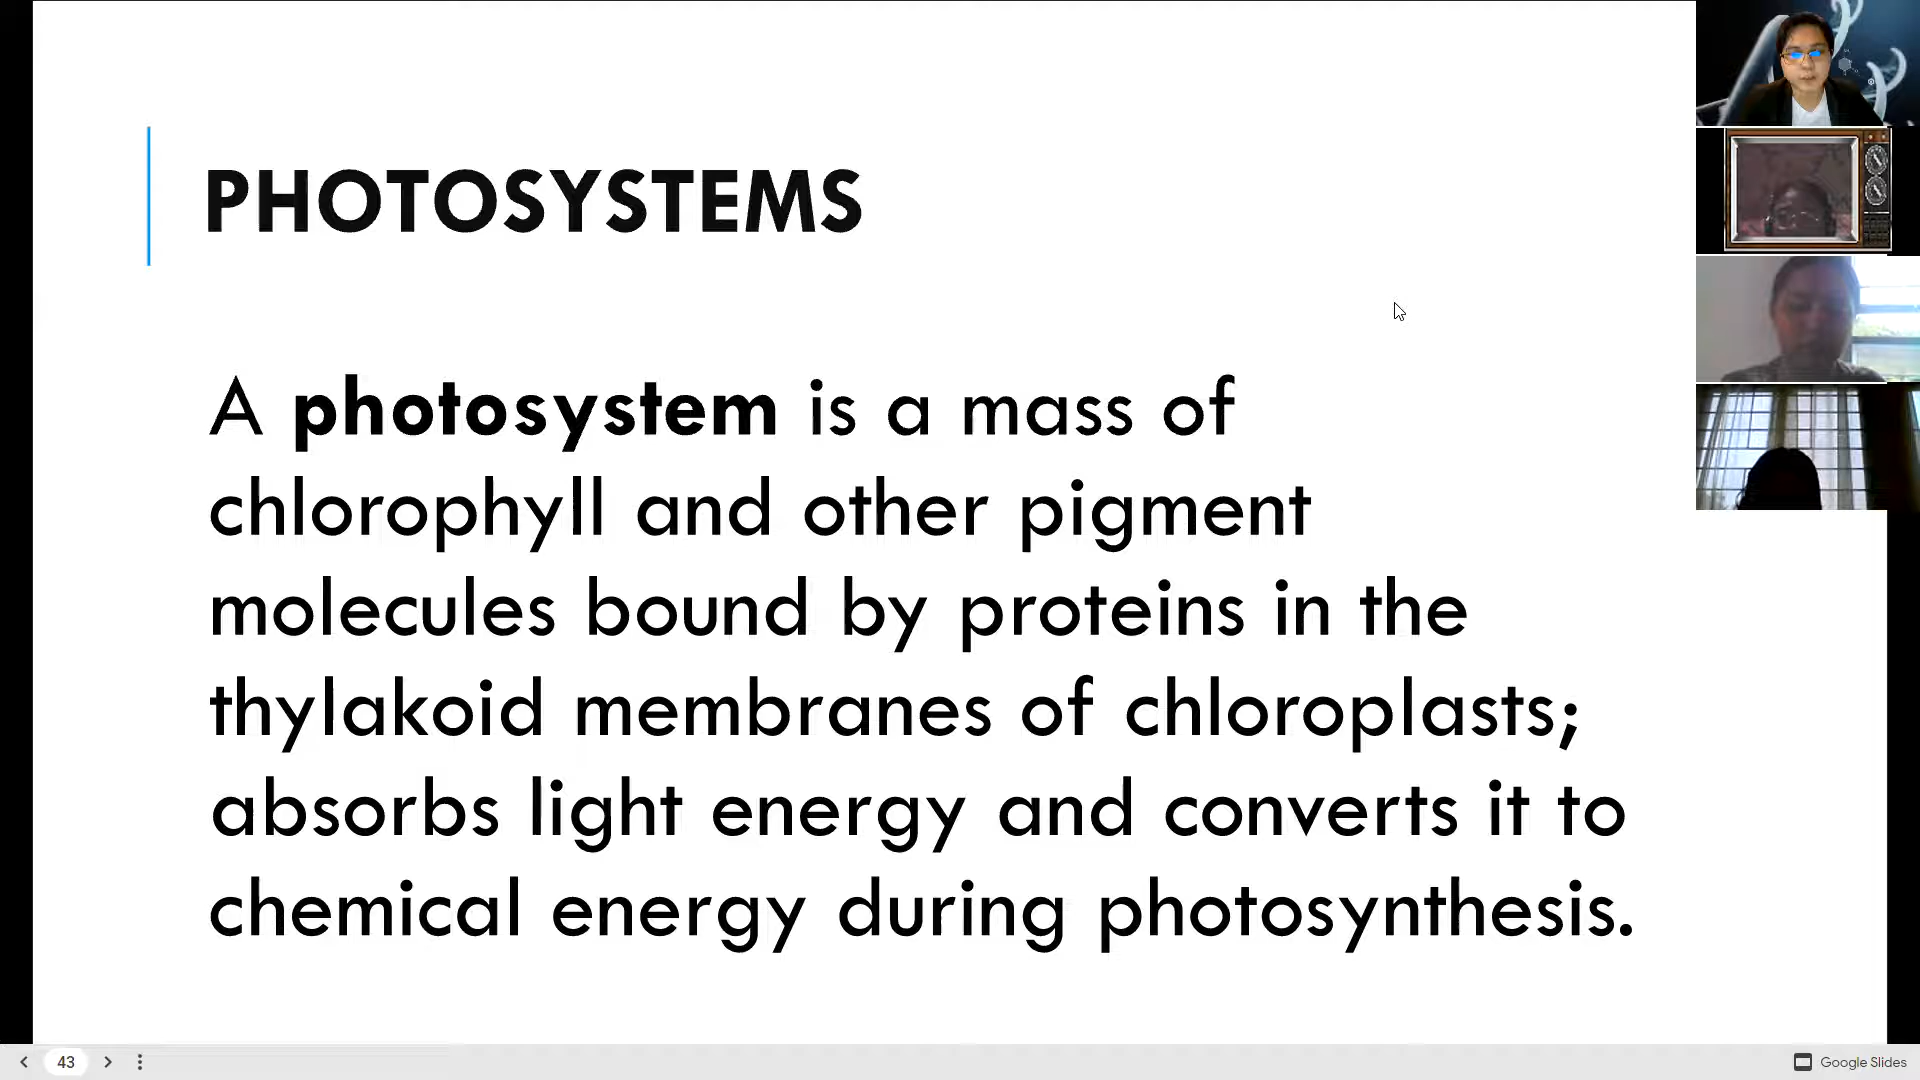 PHOTOSYSTEMS
A photosystem is a mass of
chlorophyll and other pigment
molecules bound by proteins in the
thylakoid membranes of chloroplasts;
absorbs light energy and converts it to
chemical energy during photosynthesis.
43
Google Slides